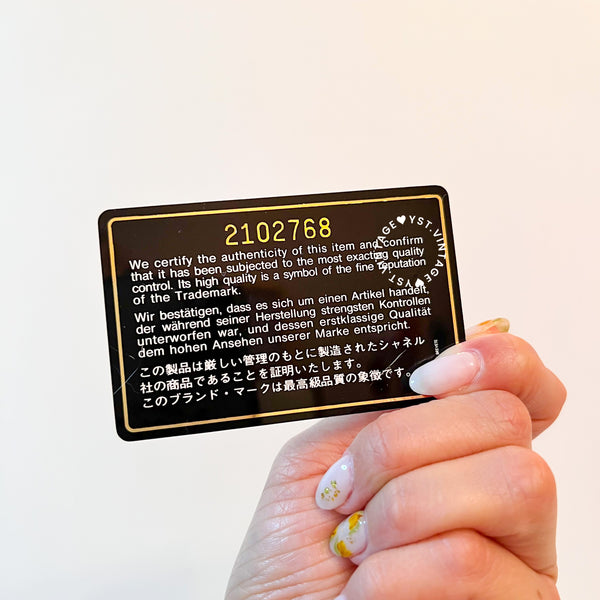 2102768
We certify the authenticity of this item and confirm
that it has been subjected to the most exacting quality
control. Its high quality is a symbol of the fine reputation
of the Trademark.
Wir bestätigen, dass es sich um einen Artikel handelt,
der während seiner Herstellung strengsten Kontrollen
unterworfen war, und dessen erstklassige Qualität
dem hohen Ansehen unserer Marke entspricht.
この製品は厳しい管理のもとに製造されたシャネル
社の商品であることを証明いたします。
このブランド・マークは最高級品質の象徴です。
YST.VINTAGE♥YST.VINTAGE♥